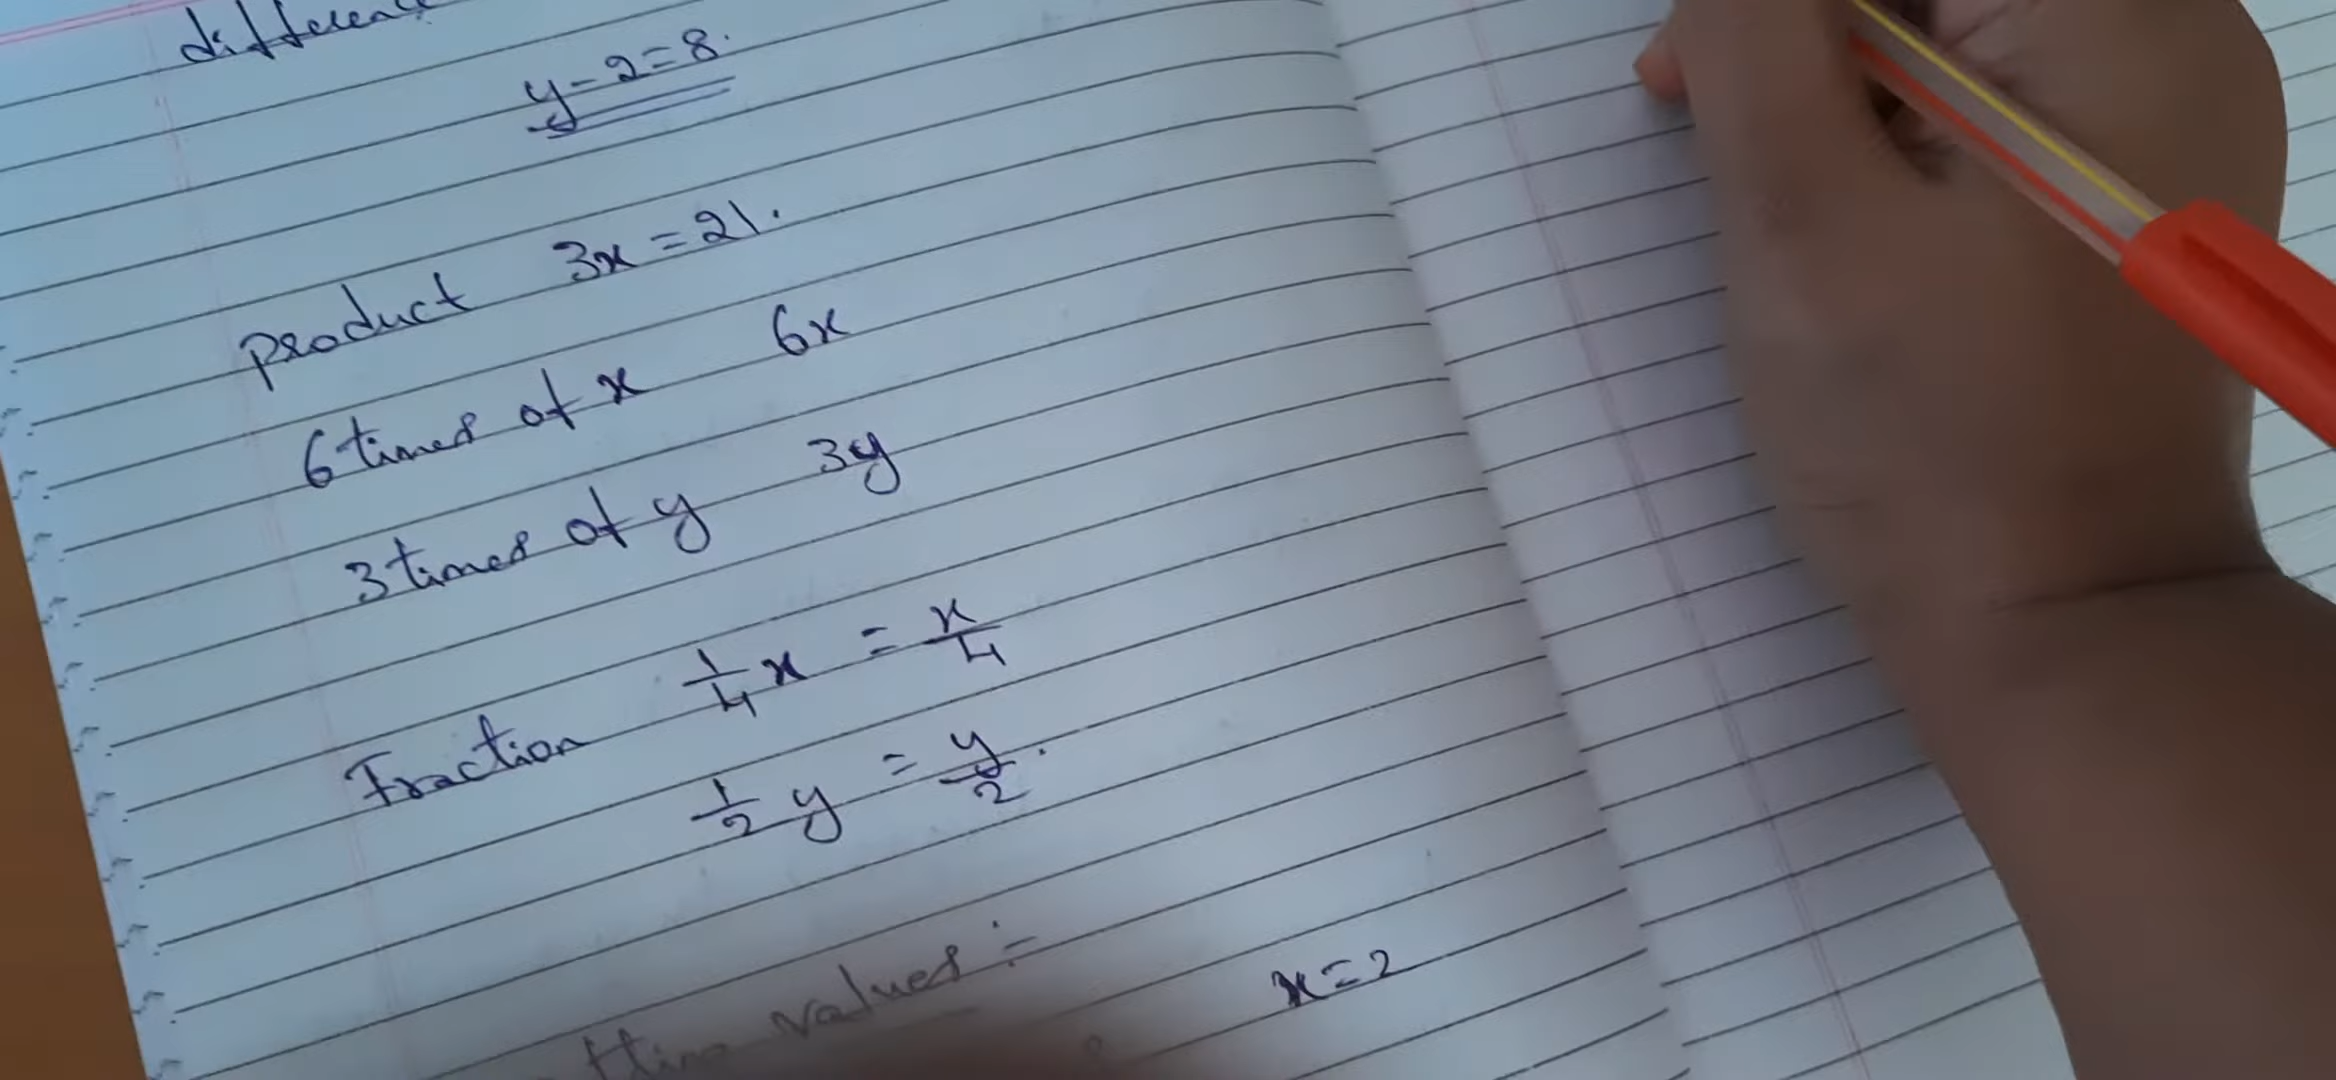 y-2=8.
product 3x=21.
6 times of x 6x
3 times of y 3y
Fraction 1/4 x = x/4
1/2 y = y/2.
values :-
x=2